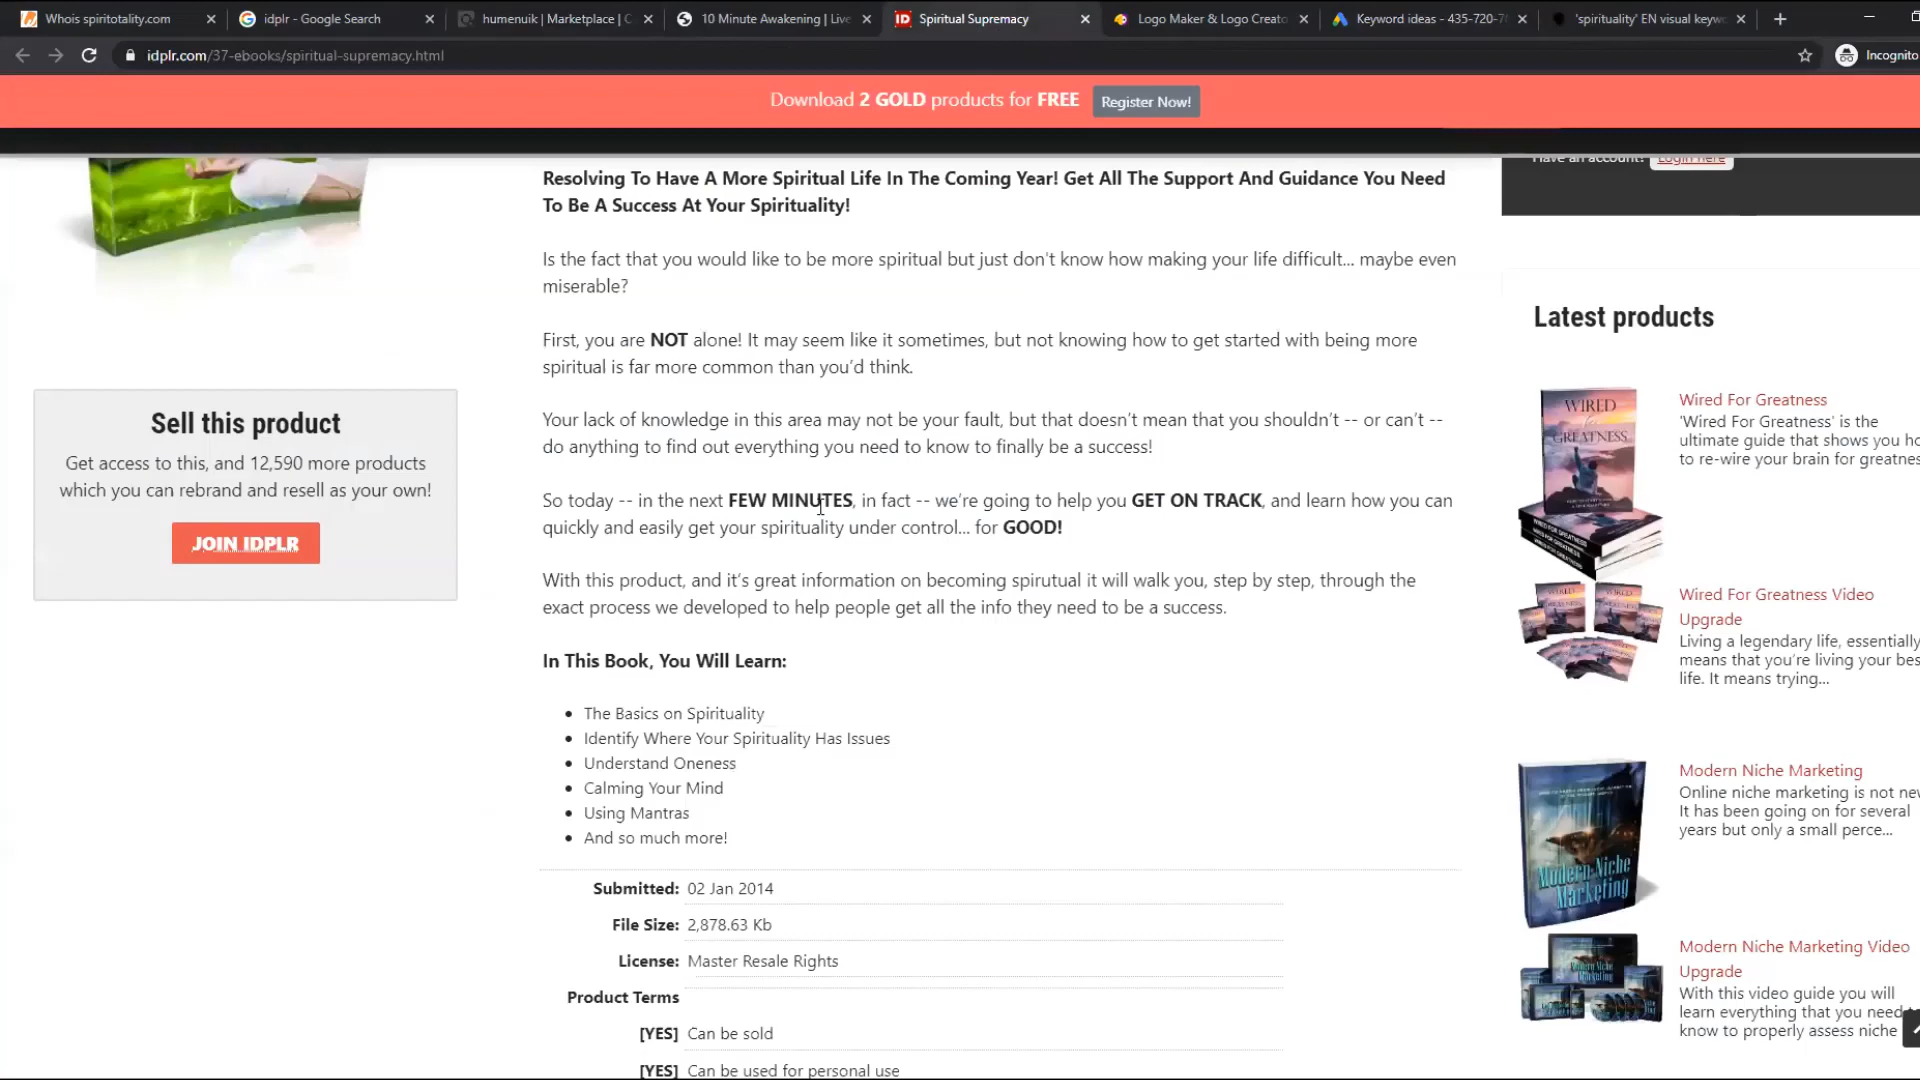 Whois spiritotality.com
idplr - Google Search
humenuik | Marketplace |
10 Minute Awakening | Live
Spiritual Supremacy
Logo Maker & Logo Creato
Keyword ideas - 435-720-7
'spirituality' EN visual keyw
idplr.com/37-ebooks/spiritual-supremacy.html
Incognito
Download 2 GOLD products for FREE
Register Now!
Have an account? Login here
Resolving To Have A More Spiritual Life In The Coming Year! Get All The Support And Guidance You Need
To Be A Success At Your Spirituality!
Is the fact that you would like to be more spiritual but just don't know how making your life difficult... maybe even
miserable?
First, you are NOT alone! It may seem like it sometimes, but not knowing how to get started with being more
spiritual is far more common than you'd think.
Your lack of knowledge in this area may not be your fault, but that doesn't mean that you shouldn't -- or can't --
do anything to find out everything you need to know to finally be a success!
So today -- in the next FEW MINUTES, in fact -- we're going to help you GET ON TRACK, and learn how you can
quickly and easily get your spirituality under control... for GOOD!
With this product, and it's great information on becoming spirutual it will walk you, step by step, through the
exact process we developed to help people get all the info they need to be a success.
In This Book, You Will Learn:
The Basics on Spirituality
Identify Where Your Spirituality Has Issues
Understand Oneness
Calming Your Mind
Using Mantras
And so much more!
Submitted: 02 Jan 2014
File Size: 2,878.63 Kb
License: Master Resale Rights
Product Terms
[YES] Can be sold
[YES] Can be used for personal use
Sell this product
Get access to this, and 12,590 more products
which you can rebrand and resell as your own!
JOIN IDPLR
Latest products
WIRED
GREATNESS
Wired For Greatness
'Wired For Greatness' is the
ultimate guide that shows you ho
to re-wire your brain for greatnes
Wired For Greatness Video
Upgrade
Living a legendary life, essentially
means that you're living your bes
life. It means trying...
Modern Niche
Marketing
Modern Niche Marketing
Online niche marketing is not new
It has been going on for several
years but only a small perce...
Modern Niche Marketing Video
Upgrade
With this video guide you will
learn everything that you need
know to properly assess niche